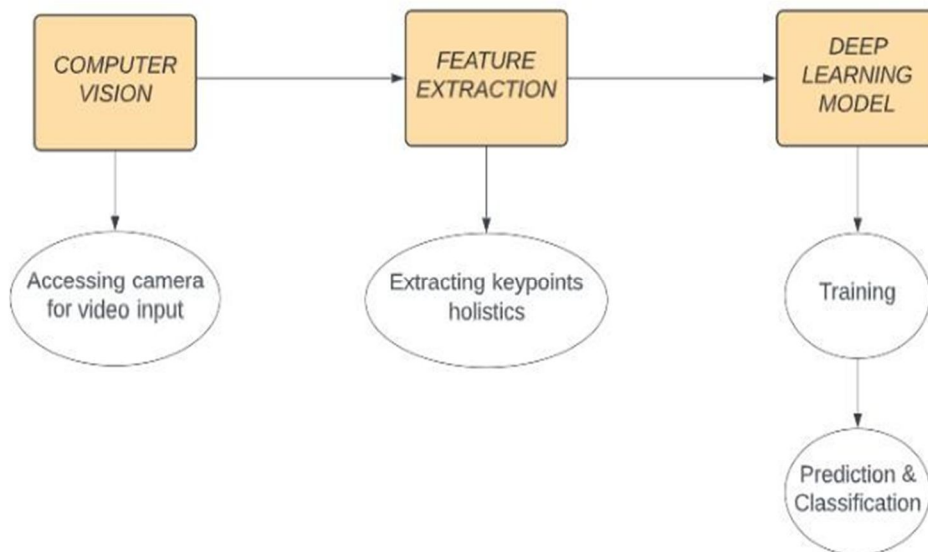 COMPUTER
VISION
FEATURE
EXTRACTION
DEEP
LEARNING
MODEL
Accessing camera
for video input
Extracting keypoints
holistics
Training
Prediction &
Classification